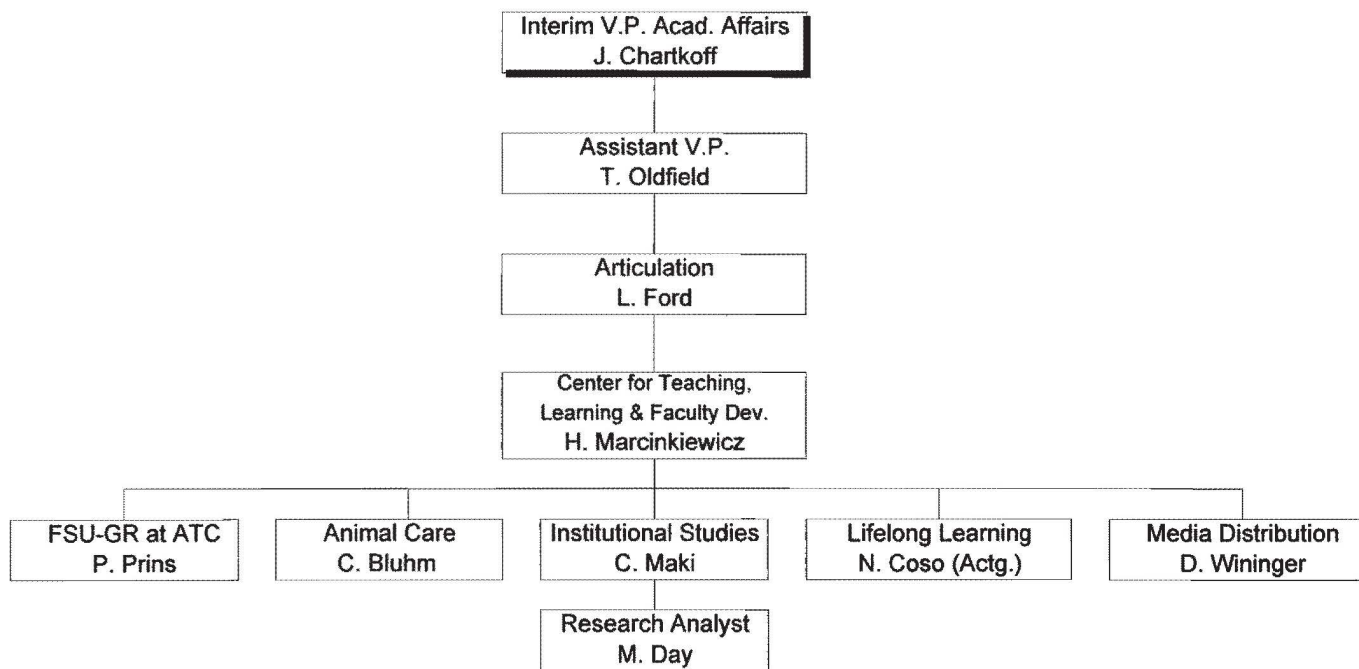 Interim V.P. Acad. Affairs
J. Chartkoff
Assistant V.P.
T. Oldfield
Articulation
L. Ford
Center for Teaching,
Learning & Faculty Dev.
H. Marcinkiewicz
FSU-GR at ATC
P. Prins
Animal Care
C. Bluhm
Institutional Studies
C. Maki
Lifelong Learning
N. Coso (Actg.)
Media Distribution
D. Wininger
Research Analyst
M. Day